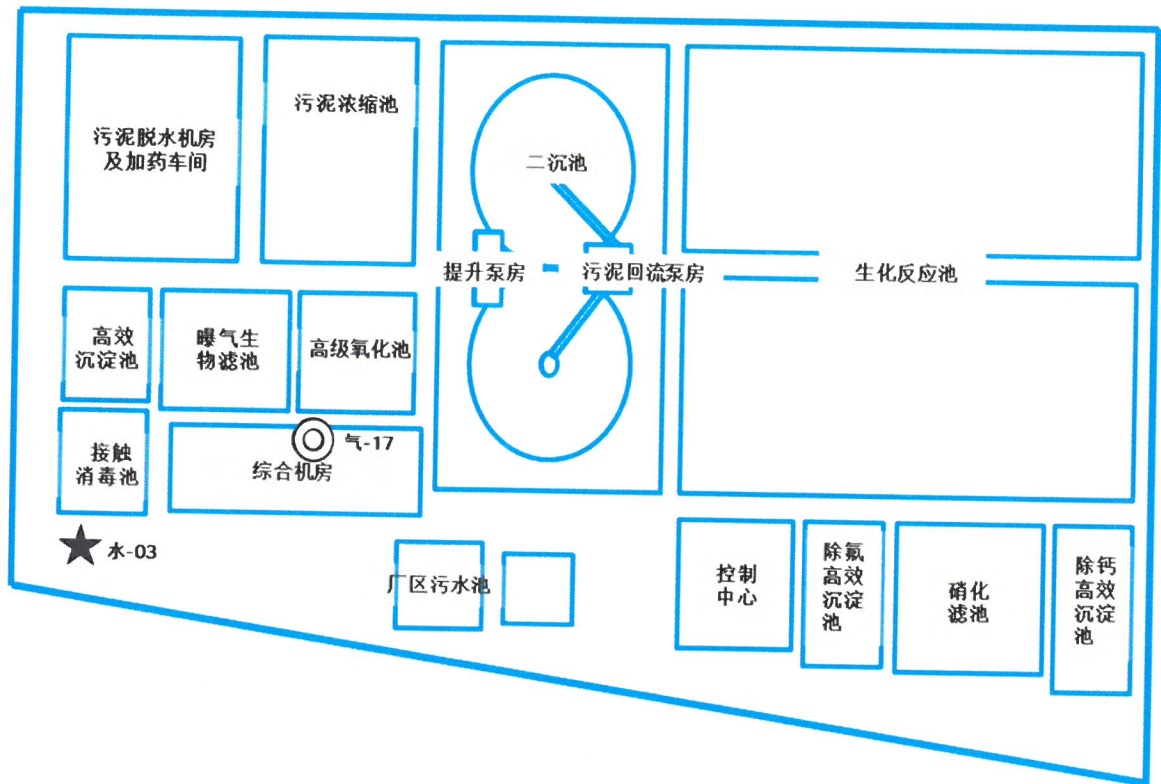 污泥脱水机房
及加药车间
污泥浓缩池
二沉池
提升泵房
污泥回流泵房
生化反应池
高效
沉淀池
曝气生
物滤池
高级氧化池
接触
消毒池
综合机房
气-17
水-03
厂区污水池
控制
中心
除氟
高效
沉淀
池
硝化
滤池
除钙
高效
沉淀
池